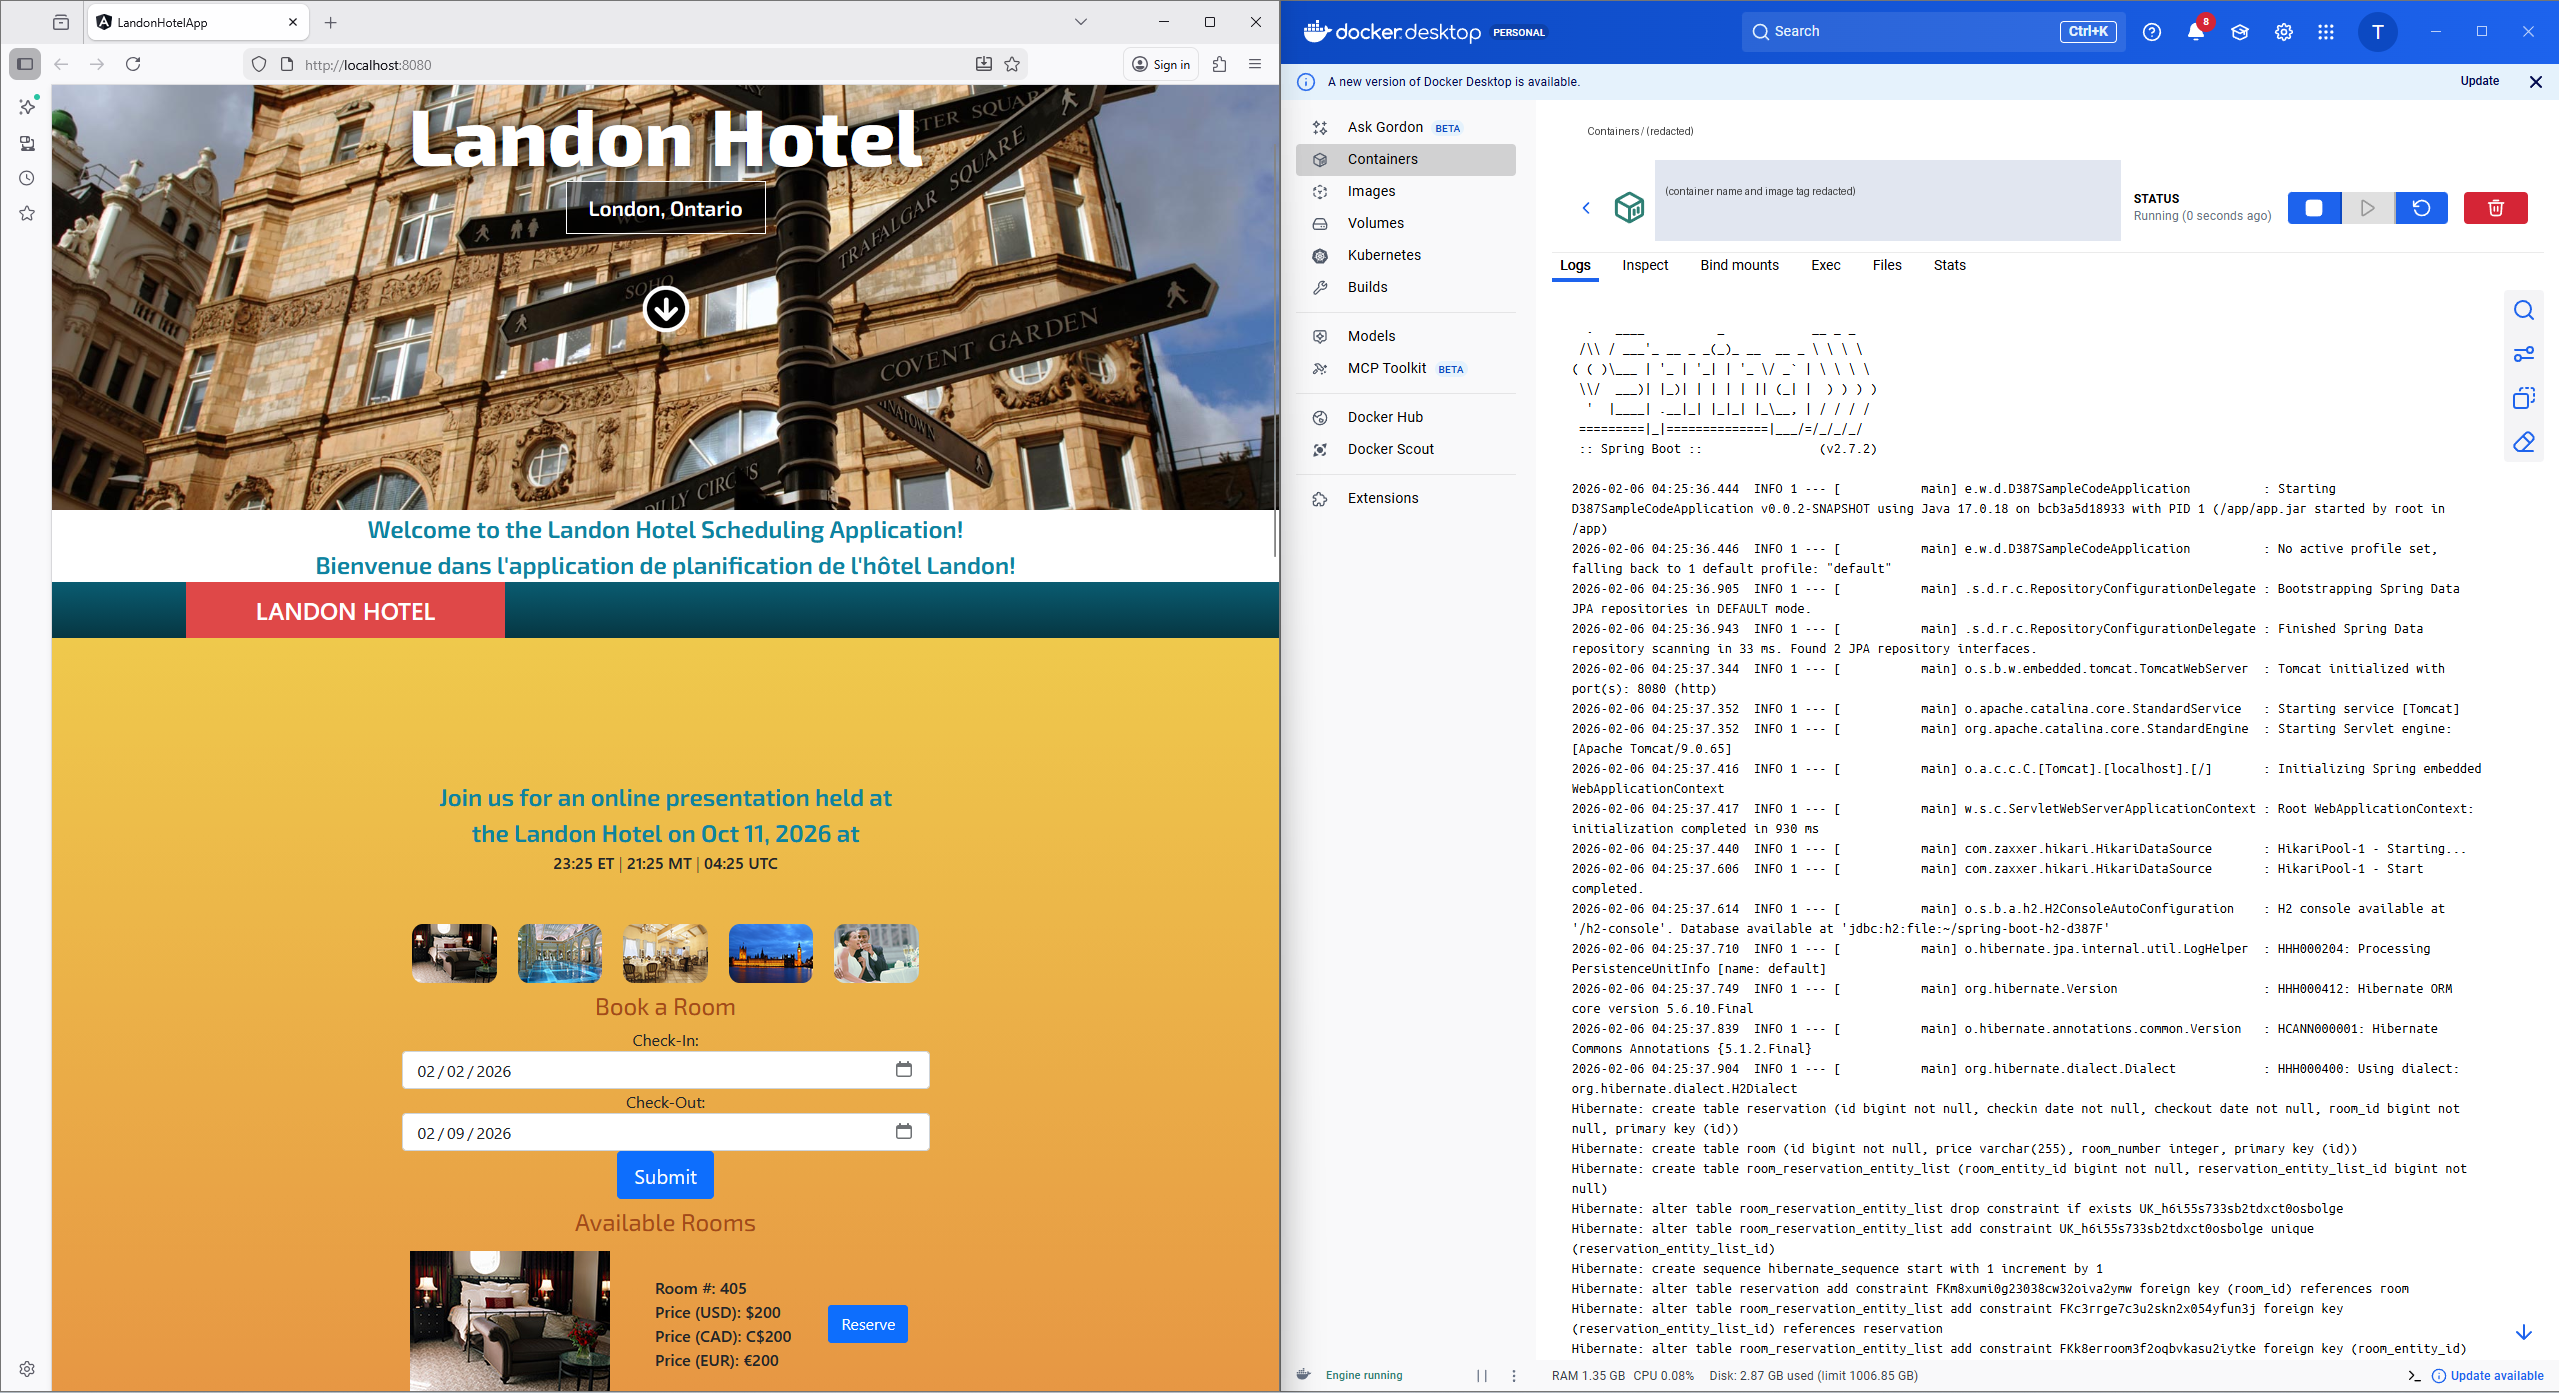 LandonHotelApp
http://localhost:8080
Sign in
Landon Hotel
London, Ontario
STER SQUAR
TRAFALGAR SQUARE
SOHO
COVENT GARDEN
NATOWN
DILLY CIRCUS
Welcome to the Landon Hotel Scheduling Application!
Bienvenue dans l'application de planification de l'hôtel Landon!
LANDON HOTEL
Join us for an online presentation held at
the Landon Hotel on Oct 11, 2026 at
23:25 ET | 21:25 MT | 04:25 UTC
Book a Room
Check-In:
02/02/2026
Check-Out:
02/09/2026
Submit
Available Rooms
Room #: 405
Price (USD): $200
Price (CAD): C$200
Price (EUR): €200
Reserve
docker.desktop PERSONAL
Search Ctrl+K
8
T
A new version of Docker Desktop is available.
Update
Ask Gordon BETA
Containers
Images
Volumes
Kubernetes
Builds
Models
MCP Toolkit BETA
Docker Hub
Docker Scout
Extensions
Containers / (redacted)
(container name and image tag redacted)
STATUS
Running (0 seconds ago)
Logs Inspect Bind mounts Exec Files Stats
:: Spring Boot :: (v2.7.2)
2026-02-06 04:25:36.444 INFO 1 --- [ main] e.w.d.D387SampleCodeApplication : Starting
D387SampleCodeApplication v0.0.2-SNAPSHOT using Java 17.0.18 on bcb3a5d18933 with PID 1 (/app/app.jar started by root in
/app)
2026-02-06 04:25:36.446 INFO 1 --- [ main] e.w.d.D387SampleCodeApplication : No active profile set,
falling back to 1 default profile: "default"
2026-02-06 04:25:36.905 INFO 1 --- [ main] .s.d.r.c.RepositoryConfigurationDelegate : Bootstrapping Spring Data
JPA repositories in DEFAULT mode.
2026-02-06 04:25:36.943 INFO 1 --- [ main] .s.d.r.c.RepositoryConfigurationDelegate : Finished Spring Data
repository scanning in 33 ms. Found 2 JPA repository interfaces.
2026-02-06 04:25:37.344 INFO 1 --- [ main] o.s.b.w.embedded.tomcat.TomcatWebServer : Tomcat initialized with
port(s): 8080 (http)
2026-02-06 04:25:37.352 INFO 1 --- [ main] o.apache.catalina.core.StandardService : Starting service [Tomcat]
2026-02-06 04:25:37.352 INFO 1 --- [ main] org.apache.catalina.core.StandardEngine : Starting Servlet engine:
[Apache Tomcat/9.0.65]
2026-02-06 04:25:37.416 INFO 1 --- [ main] o.a.c.c.C.[Tomcat].[localhost].[/] : Initializing Spring embedded
WebApplicationContext
2026-02-06 04:25:37.417 INFO 1 --- [ main] w.s.c.ServletWebServerApplicationContext : Root WebApplicationContext:
initialization completed in 930 ms
2026-02-06 04:25:37.440 INFO 1 --- [ main] com.zaxxer.hikari.HikariDataSource : HikariPool-1 - Starting...
2026-02-06 04:25:37.606 INFO 1 --- [ main] com.zaxxer.hikari.HikariDataSource : HikariPool-1 - Start
completed.
2026-02-06 04:25:37.614 INFO 1 --- [ main] o.s.b.a.h2.H2ConsoleAutoConfiguration : H2 console available at
'/h2-console'. Database available at 'jdbc:h2:file:~/spring-boot-h2-d387F'
2026-02-06 04:25:37.710 INFO 1 --- [ main] o.hibernate.jpa.internal.util.LogHelper : HHH000204: Processing
PersistenceUnitInfo [name: default]
2026-02-06 04:25:37.749 INFO 1 --- [ main] org.hibernate.Version : HHH000412: Hibernate ORM
core version 5.6.10.Final
2026-02-06 04:25:37.839 INFO 1 --- [ main] o.hibernate.annotations.common.Version : HCANN000001: Hibernate
Commons Annotations {5.1.2.Final}
2026-02-06 04:25:37.904 INFO 1 --- [ main] org.hibernate.dialect.Dialect : HHH000400: Using dialect:
org.hibernate.dialect.H2Dialect
Hibernate: create table reservation (id bigint not null, checkin date not null, checkout date not null, room_id bigint not
null, primary key (id))
Hibernate: create table room (id bigint not null, price varchar(255), room_number integer, primary key (id))
Hibernate: create table room_reservation_entity_list (room_entity_id bigint not null, reservation_entity_list_id bigint not
null)
Hibernate: alter table room_reservation_entity_list drop constraint if exists UK_h6i55s733sb2tdxct0osbolge
Hibernate: alter table room_reservation_entity_list add constraint UK_h6i55s733sb2tdxct0osbolge unique
(reservation_entity_list_id)
Hibernate: create sequence hibernate_sequence start with 1 increment by 1
Hibernate: alter table reservation add constraint FKm8xumi0g23038cw32oiva2ymw foreign key (room_id) references room
Hibernate: alter table room_reservation_entity_list add constraint FKc3rrge7c3u2skn2x054yfun3j foreign key
(reservation_entity_list_id) references reservation
Hibernate: alter table room_reservation_entity_list add constraint FKk8erroom3f2oqbvkasu2iytke foreign key (room_entity_id)
Engine running
RAM 1.35 GB CPU 0.08% Disk: 2.87 GB used (limit 1006.85 GB)
Update available